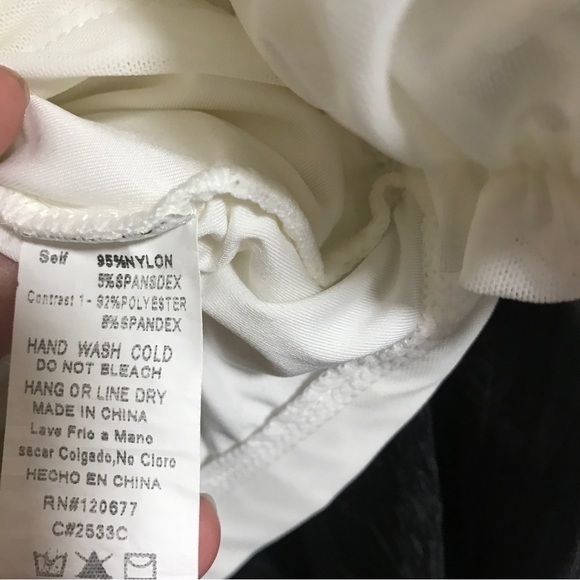 Self 95%NYLON
5%SPANSDEX
Contrast 1 - 92%POLYESTER
8%SPANDEX
HAND WASH COLD
DO NOT BLEACH
HANG OR LINE DRY
MADE IN CHINA
Lave Frio a Mano
secar Colgado,No Cloro
HECHO EN CHINA
RN#120677
C#2533C